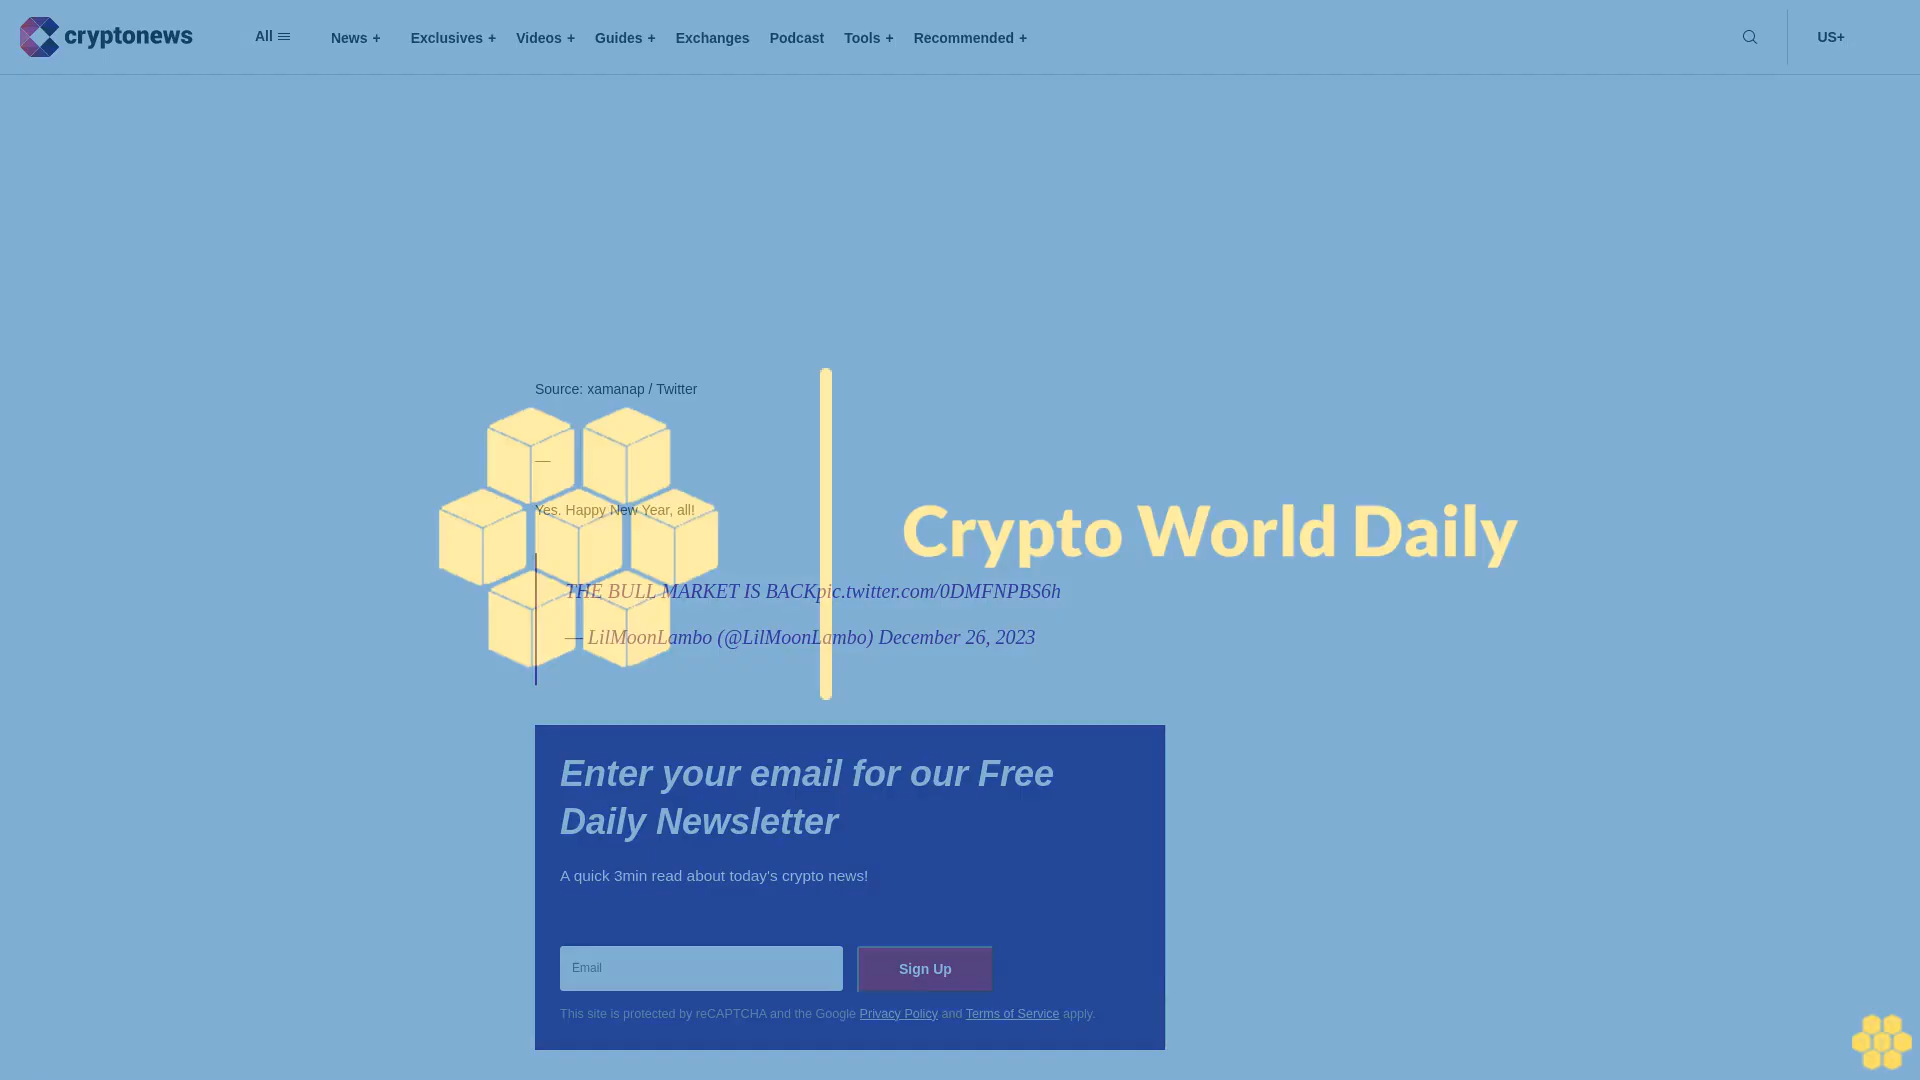 cryptonews
All
News +
Exclusives +
Videos +
Guides +
Exchanges
Podcast
Tools +
Recommended +
US+
Source: xamanap / Twitter
—
Yes. Happy New Year, all!
Crypto World Daily
THE BULL MARKET IS BACKpic.twitter.com/0DMFNPBS6h
— LilMoonLambo (@LilMoonLambo) December 26, 2023
Enter your email for our Free
Daily Newsletter
A quick 3min read about today's crypto news!
Email
Sign Up
This site is protected by reCAPTCHA and the Google Privacy Policy and Terms of Service apply.